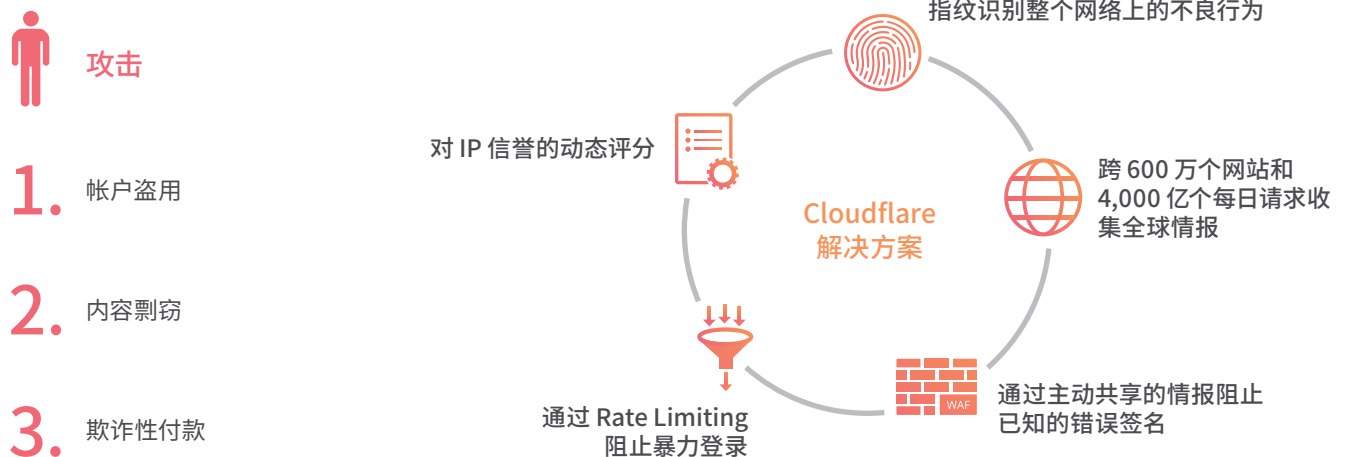 攻击
1.
帐户盗用
2.
内容剽窃
3.
欺诈性付款
指纹识别整个网络上的不良行为
对 IP 信誉的动态评分
跨 600 万个网站和
4,000 亿个每日请求收
集全球情报
Cloudflare
解决方案
WAF
通过主动共享的情报阻止
已知的错误签名
通过 Rate Limiting
阻止暴力登录